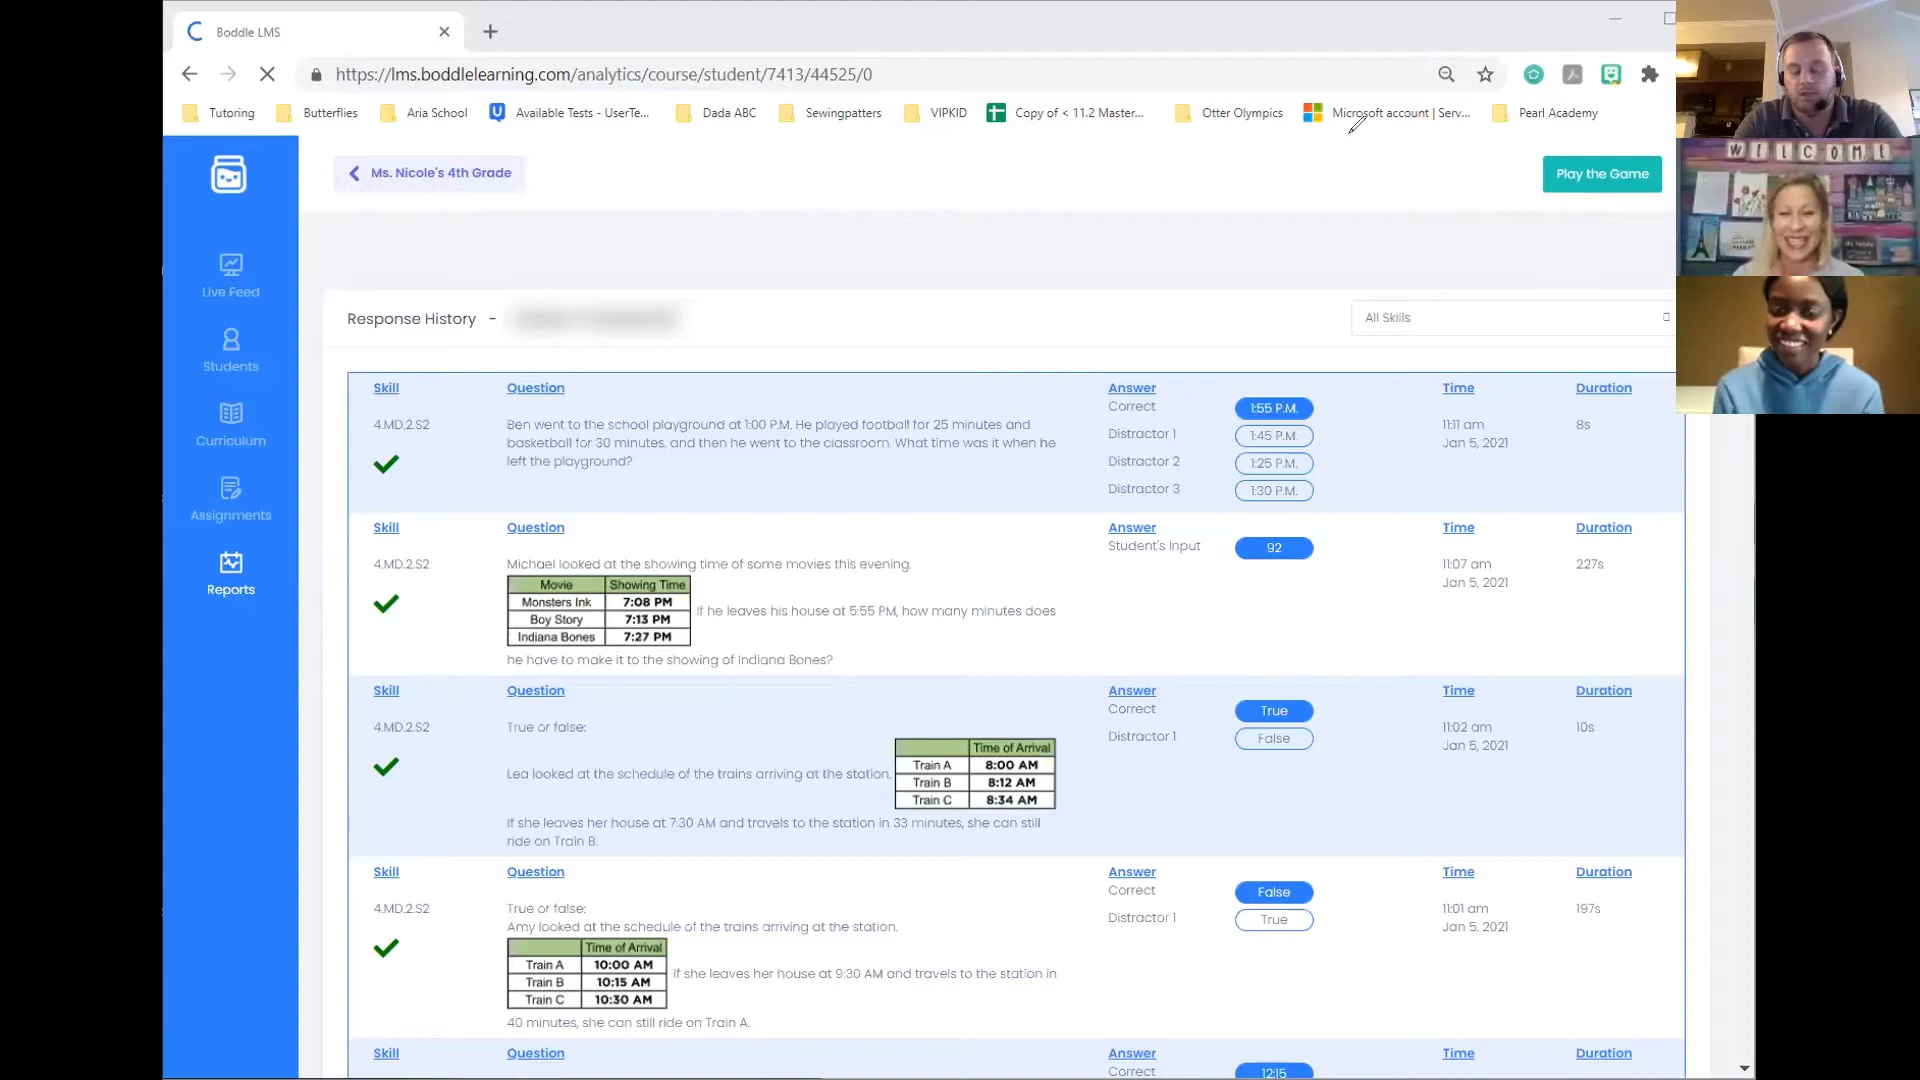 Boddle LMS
https://lms.boddlelearning.com/analytics/course/student/7413/44525/0
Tutoring
Butterflies
Aria School
Available Tests - UserTe...
Dada ABC
Sewingpatters
VIPKID
Copy of < 11.2 Master...
Otter Olympics
Microsoft account | Serv...
Pearl Academy
WELCOME
Ms. Nicole's 4th Grade
Play the Game
Live Feed
Students
Curriculum
Assignments
Reports
Response History -
All Skills
Skill Question Answer Time Duration
4.MD.2.S2
Ben went to the school playground at 1:00 P.M. He played football for 25 minutes and
basketball for 30 minutes, and then he went to the classroom. What time was it when he
left the playground?
Correct 1:55 P.M.
Distractor 1 1:45 P.M.
Distractor 2 1:25 P.M.
Distractor 3 1:30 P.M.
11:11 am
Jan 5, 2021
8s
Skill Question Answer Time Duration
4.MD.2.S2
Michael looked at the showing time of some movies this evening.
Movie Showing Time
Monsters Ink 7:08 PM
Boy Story 7:13 PM
Indiana Bones 7:27 PM
If he leaves his house at 5:55 PM, how many minutes does
he have to make it to the showing of Indiana Bones?
Student's Input 92
11:07 am
Jan 5, 2021
227s
Skill Question Answer Time Duration
4.MD.2.S2
True or false:
Lea looked at the schedule of the trains arriving at the station.
Time of Arrival
Train A 8:00 AM
Train B 8:12 AM
Train C 8:34 AM
If she leaves her house at 7:30 AM and travels to the station in 33 minutes, she can still
ride on Train B.
Correct True
Distractor 1 False
11:02 am
Jan 5, 2021
10s
Skill Question Answer Time Duration
4.MD.2.S2
True or false:
Amy looked at the schedule of the trains arriving at the station.
Time of Arrival
Train A 10:00 AM
Train B 10:15 AM
Train C 10:30 AM
If she leaves her house at 9:30 AM and travels to the station in
40 minutes, she can still ride on Train A.
Correct False
Distractor 1 True
11:01 am
Jan 5, 2021
197s
Skill Question Answer Time Duration
Correct 12:15